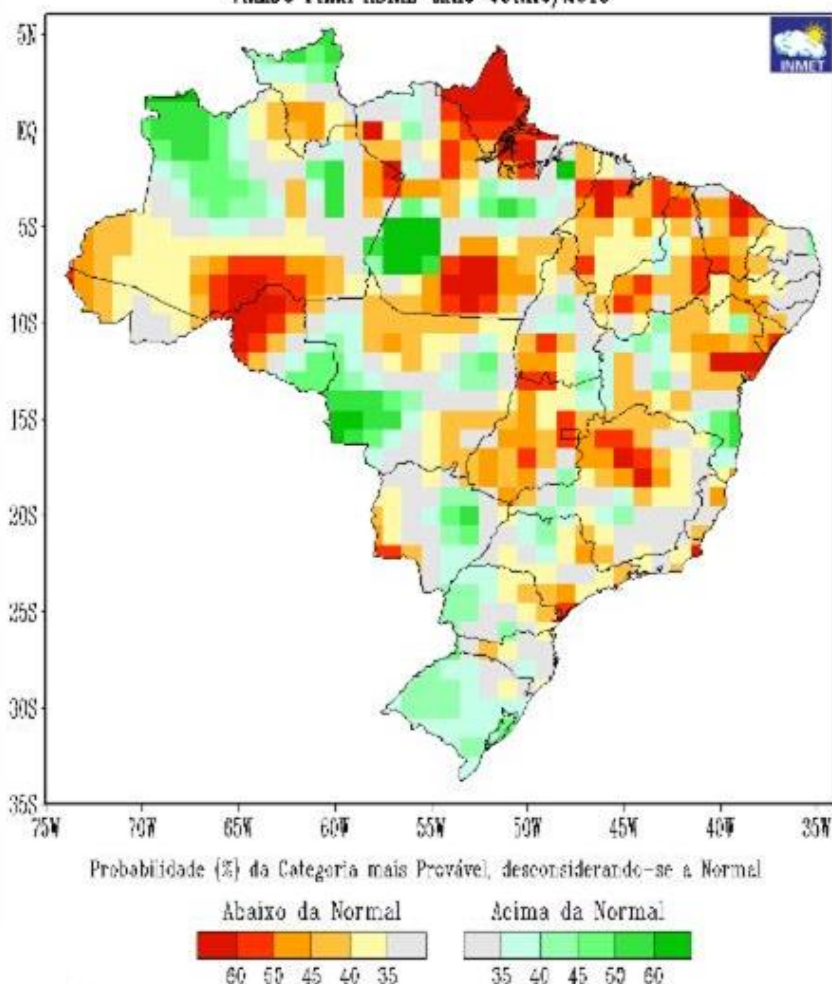 INMET
5N
EQ
5S
10S
15S
20S
25S
30S
35S
75W 70W 65W 60W 55W 50W 45W 40W 35W
Probabilidade (%) da Categoria mais Provável, desconsiderando-se a Normal
Abaixo da Normal Acima da Normal
60 50 45 40 35 35 40 45 50 60